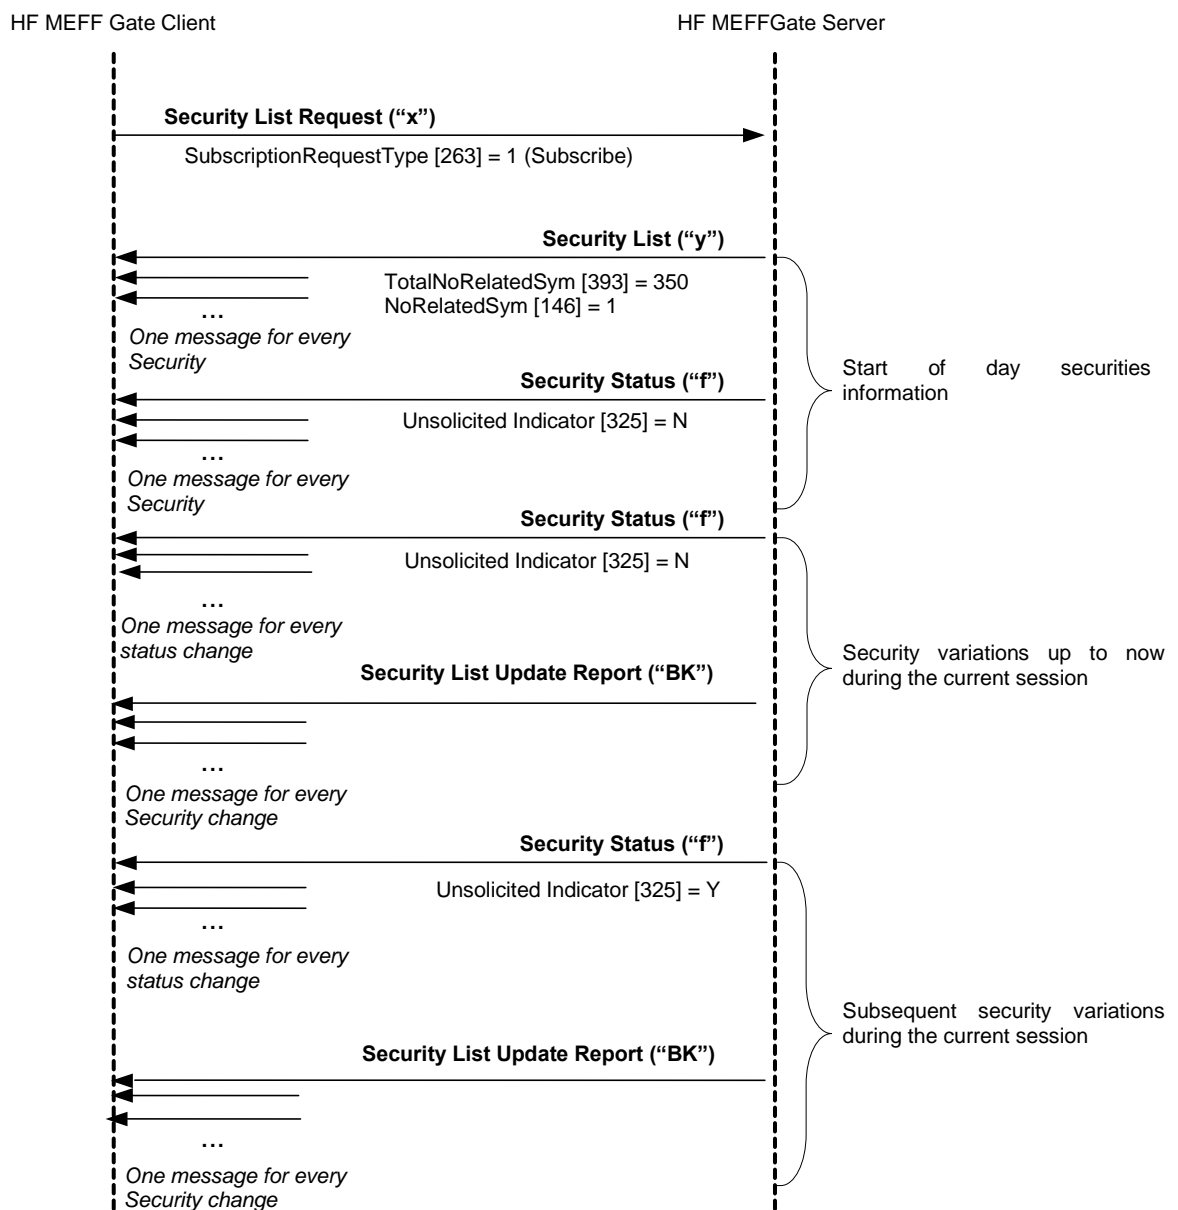 HF MEFF Gate Client
HF MEFFGate Server
Security List Request (“x”)
SubscriptionRequestType [263] = 1 (Subscribe)
Security List (“y”)
TotalNoRelatedSym [393] = 350
NoRelatedSym [146] = 1
...
One message for every
Security
Start of day securities
information
Security Status (“f”)
Unsolicited Indicator [325] = N
...
One message for every
Security
Security Status (“f”)
Unsolicited Indicator [325] = N
...
One message for every
status change
Security variations up to now
during the current session
Security List Update Report (“BK”)
...
One message for every
Security change
Security Status (“f”)
Unsolicited Indicator [325] = Y
...
One message for every
status change
Subsequent security variations
during the current session
Security List Update Report (“BK”)
...
One message for every
Security change